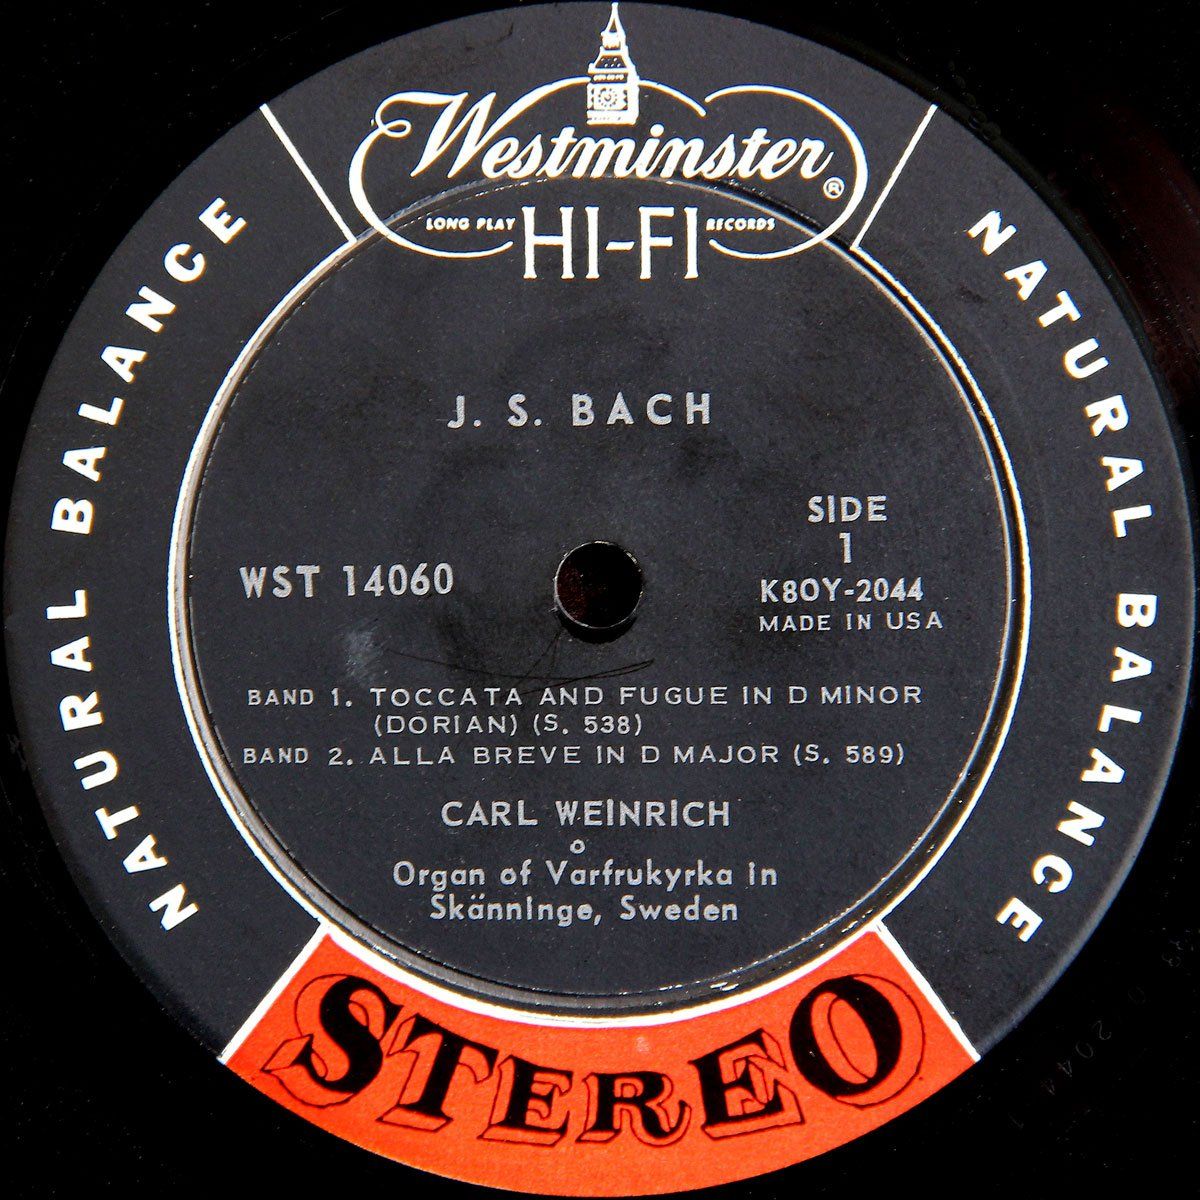 Westminster®
LONG PLAY HI-FI RECORDS
NATURAL BALANCE
NATURAL BALANCE
J. S. BACH
SIDE
1
WST 14060
K8OY-2044
MADE IN USA
BAND 1. TOCCATA AND FUGUE IN D MINOR
(DORIAN) (S. 538)
BAND 2. ALLA BREVE IN D MAJOR (S. 589)
CARL WEINRICH
Organ of Varfrukyrka in
Skänninge, Sweden
STEREO